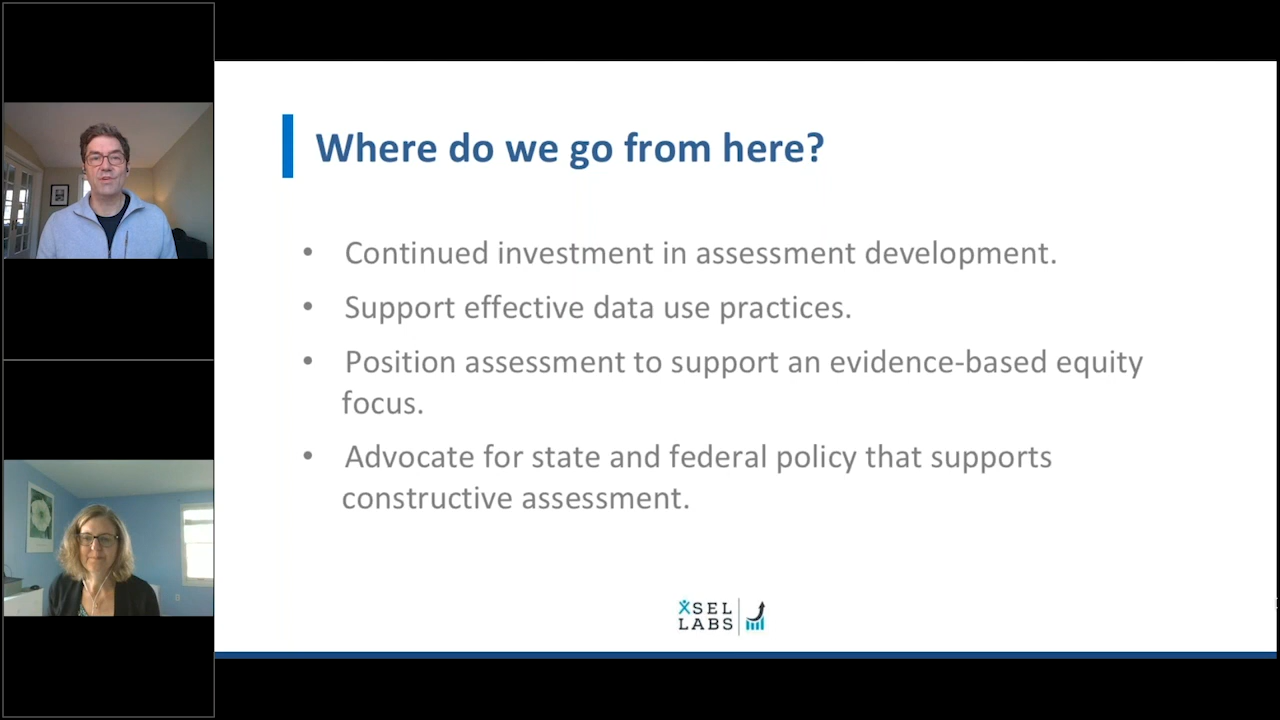 Where do we go from here?
• Continued investment in assessment development.
• Support effective data use practices.
• Position assessment to support an evidence-based equity
focus.
• Advocate for state and federal policy that supports
constructive assessment.
XSEL
LABS